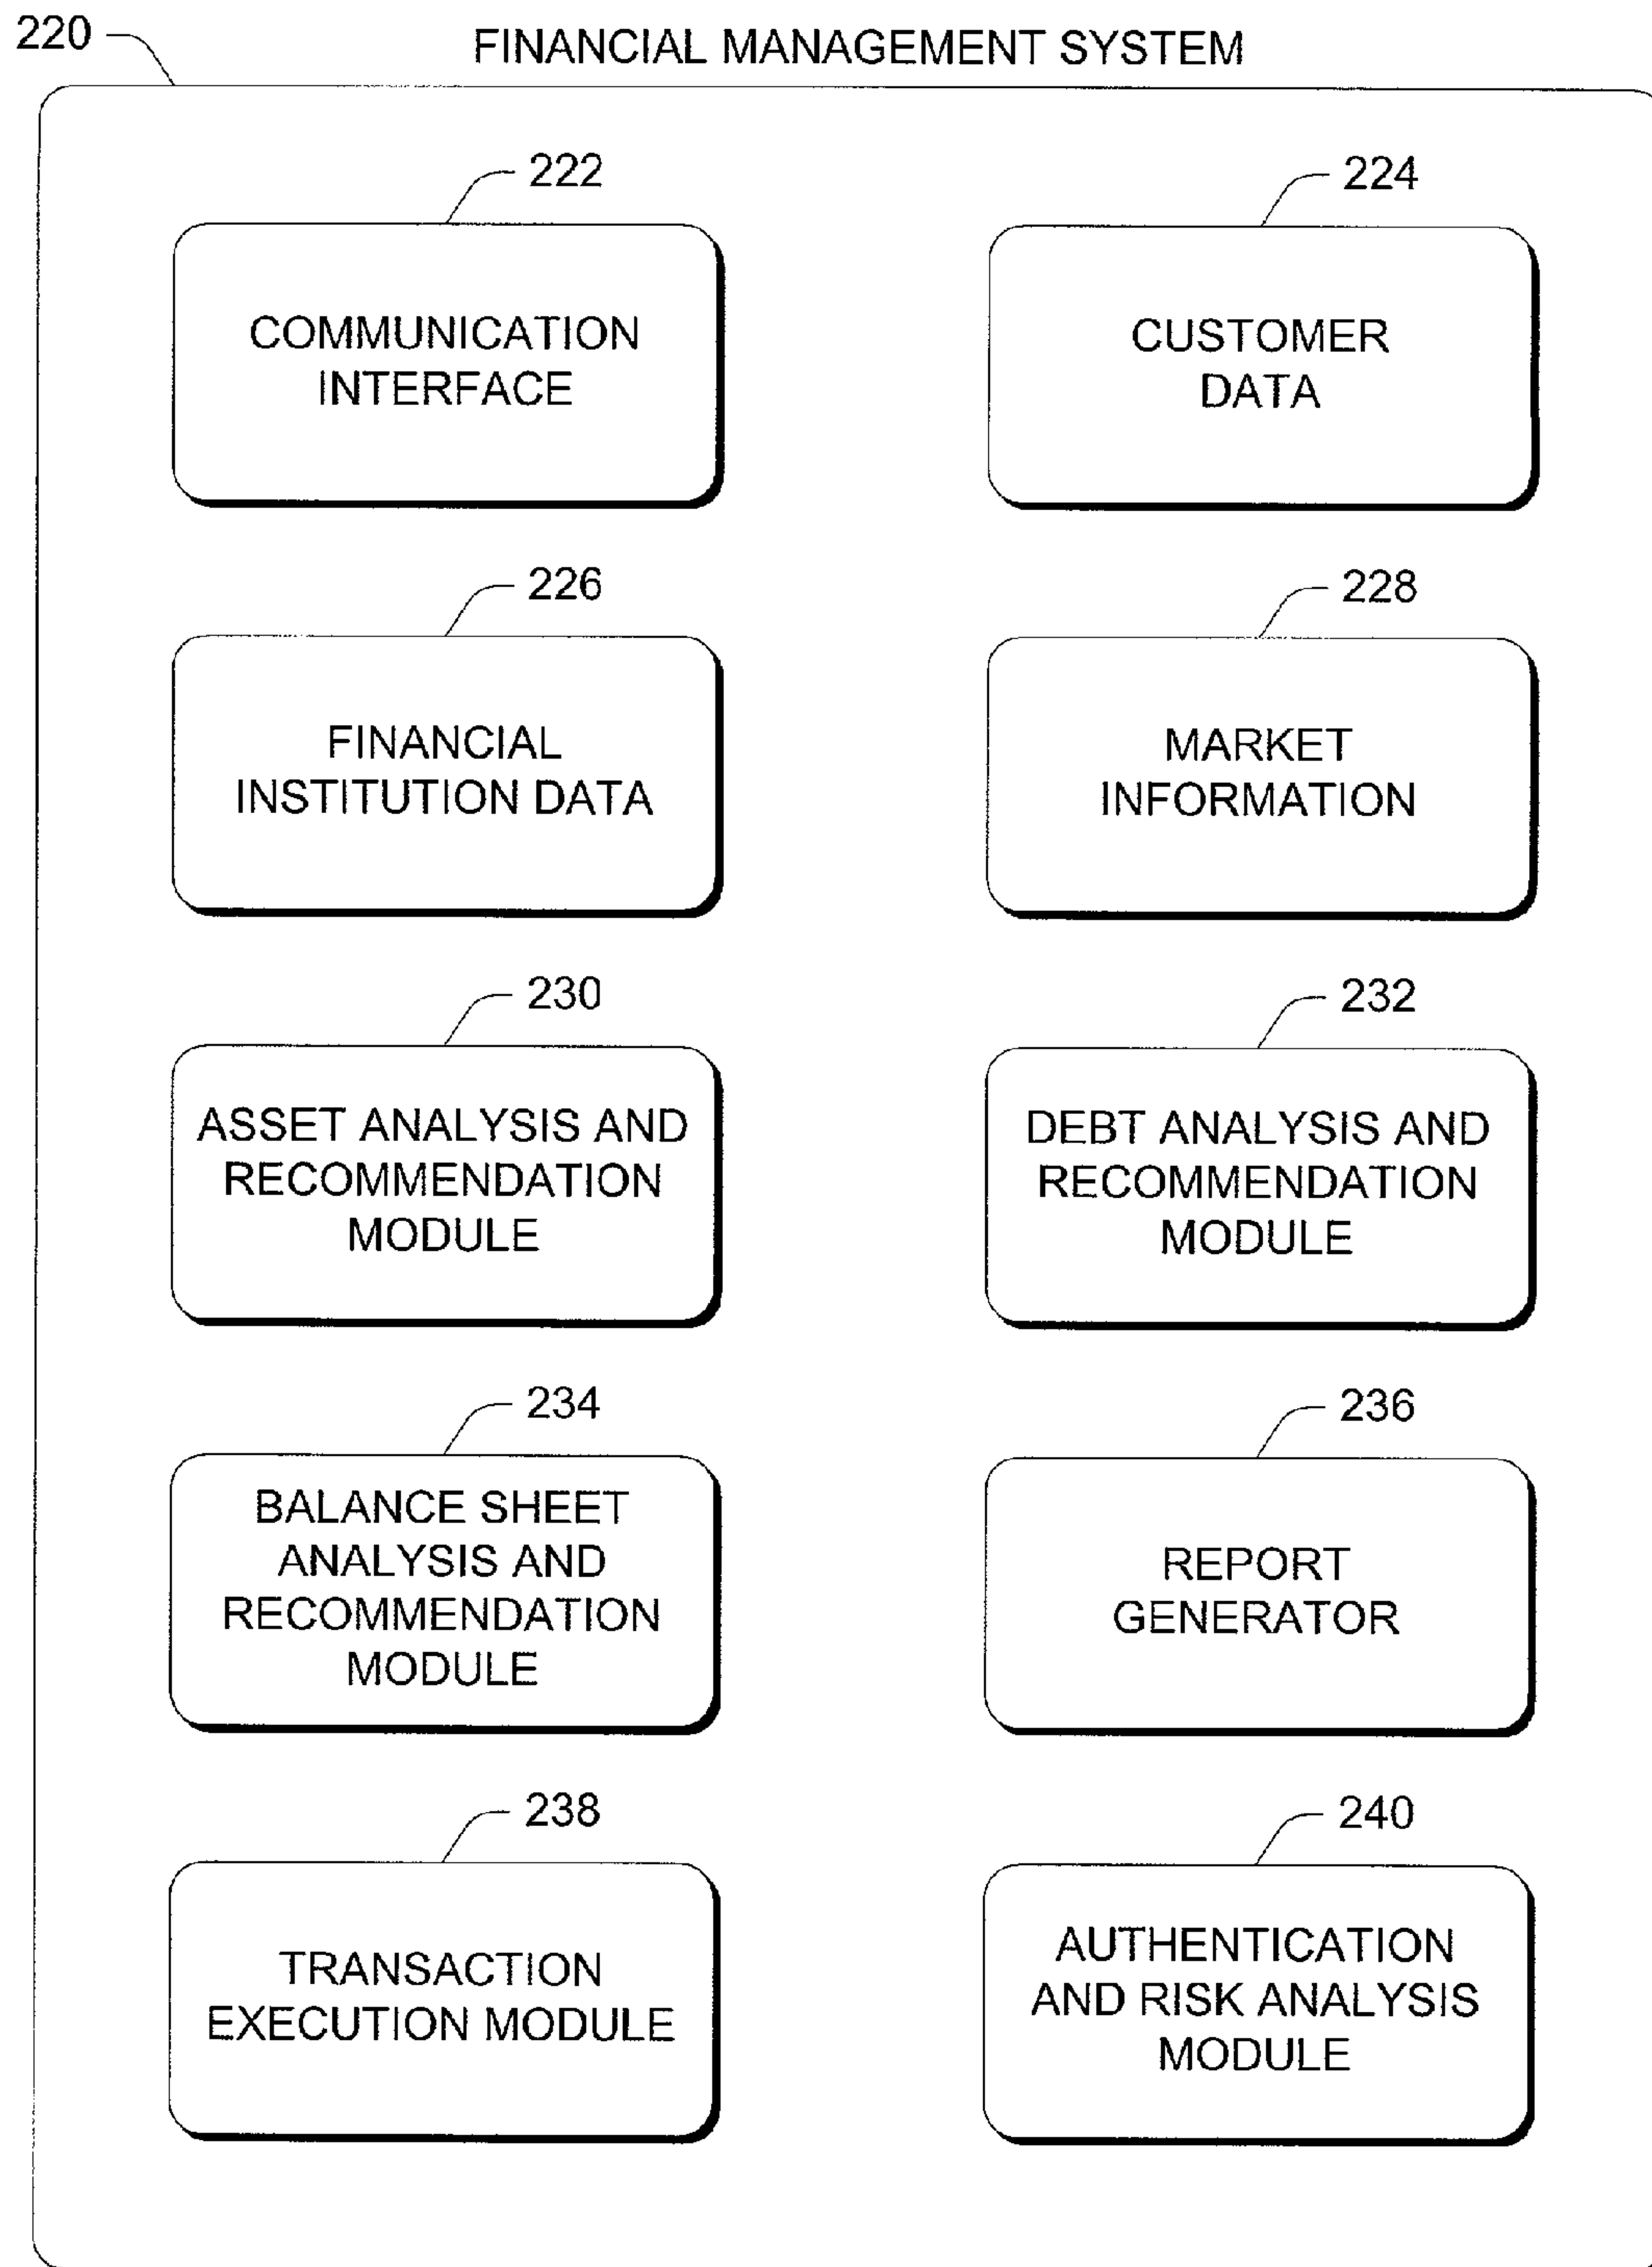 220
FINANCIAL MANAGEMENT SYSTEM
222
COMMUNICATION
INTERFACE
224
CUSTOMER
DATA
226
FINANCIAL
INSTITUTION DATA
228
MARKET
INFORMATION
230
ASSET ANALYSIS AND
RECOMMENDATION
MODULE
232
DEBT ANALYSIS AND
RECOMMENDATION
MODULE
234
BALANCE SHEET
ANALYSIS AND
RECOMMENDATION
MODULE
236
REPORT
GENERATOR
238
TRANSACTION
EXECUTION MODULE
240
AUTHENTICATION
AND RISK ANALYSIS
MODULE